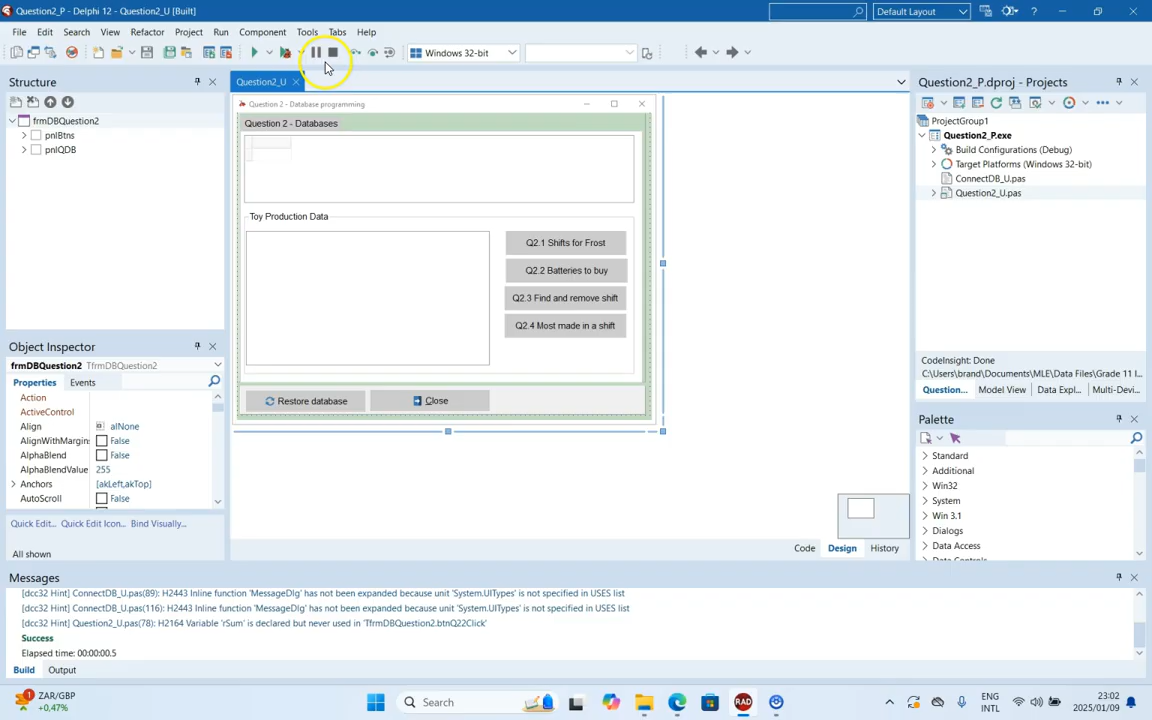 Question2_P - Delphi 12 - Question2_U [Built]
Default Layout
File Edit Search View Refactor Project Run Component Tools Tabs Help
Windows 32-bit
Structure
frmDBQuestion2
pnlBtns
pnlQDB
Object Inspector
frmDBQuestion2 TfrmDBQuestion2
Properties Events
Action
ActiveControl
Align alNone
AlignWithMargins False
AlphaBlend False
AlphaBlendValue 255
Anchors [akLeft,akTop]
AutoScroll False
Quick Edit... Quick Edit Icon... Bind Visually...
All shown
Question2_U
Question 2 - Database programming
Question 2 - Databases
Toy Production Data
Q2.1 Shifts for Frost
Q2.2 Batteries to buy
Q2.3 Find and remove shift
Q2.4 Most made in a shift
Restore database
Close
Code Design History
Question2_P.dproj - Projects
ProjectGroup1
Question2_P.exe
Build Configurations (Debug)
Target Platforms (Windows 32-bit)
ConnectDB_U.pas
Question2_U.pas
CodeInsight: Done
C:\Users\brand\Documents\MLE\Data Files\Grade 11 I...
Question... Model View Data Expl... Multi-Devi...
Palette
Standard
Additional
Win32
System
Win 3.1
Dialogs
Data Access
Messages
[dcc32 Hint] ConnectDB_U.pas(89): H2443 Inline function 'MessageDlg' has not been expanded because unit 'System.UITypes' is not specified in USES list
[dcc32 Hint] ConnectDB_U.pas(116): H2443 Inline function 'MessageDlg' has not been expanded because unit 'System.UITypes' is not specified in USES list
[dcc32 Hint] Question2_U.pas(78): H2164 Variable 'rSum' is declared but never used in 'TfrmDBQuestion2.btnQ22Click'
Success
Elapsed time: 00:00:00.5
Build Output
ZAR/GBP
+0,47%
Search
RAD
ENG
INTL
23:02
2025/01/09